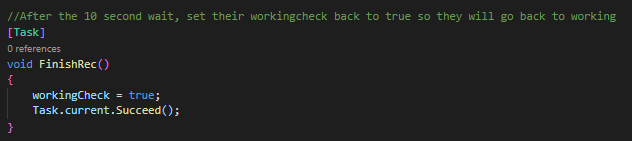 //After the 10 second wait, set their workingcheck back to true so they will go back to working
[Task]
0 references
void FinishRec()
{
    workingCheck = true;
    Task.current.Succeed();
}